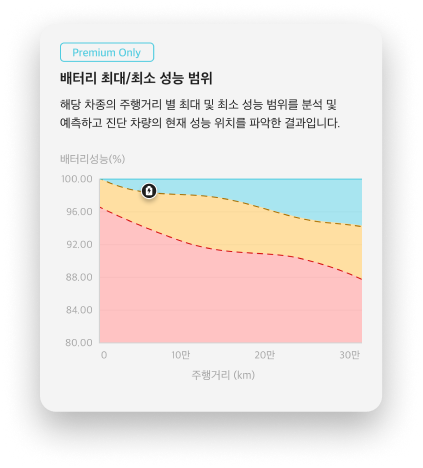 Premium Only
배터리 최대/최소 성능 범위
해당 차종의 주행거리 별 최대 및 최소 성능 범위를 분석 및
예측하고 진단 차량의 현재 성능 위치를 파악한 결과입니다.
배터리성능(%)
100.00
96.00
92.00
88.00
84.00
80.00
0 10만 20만 30만
주행거리 (km)